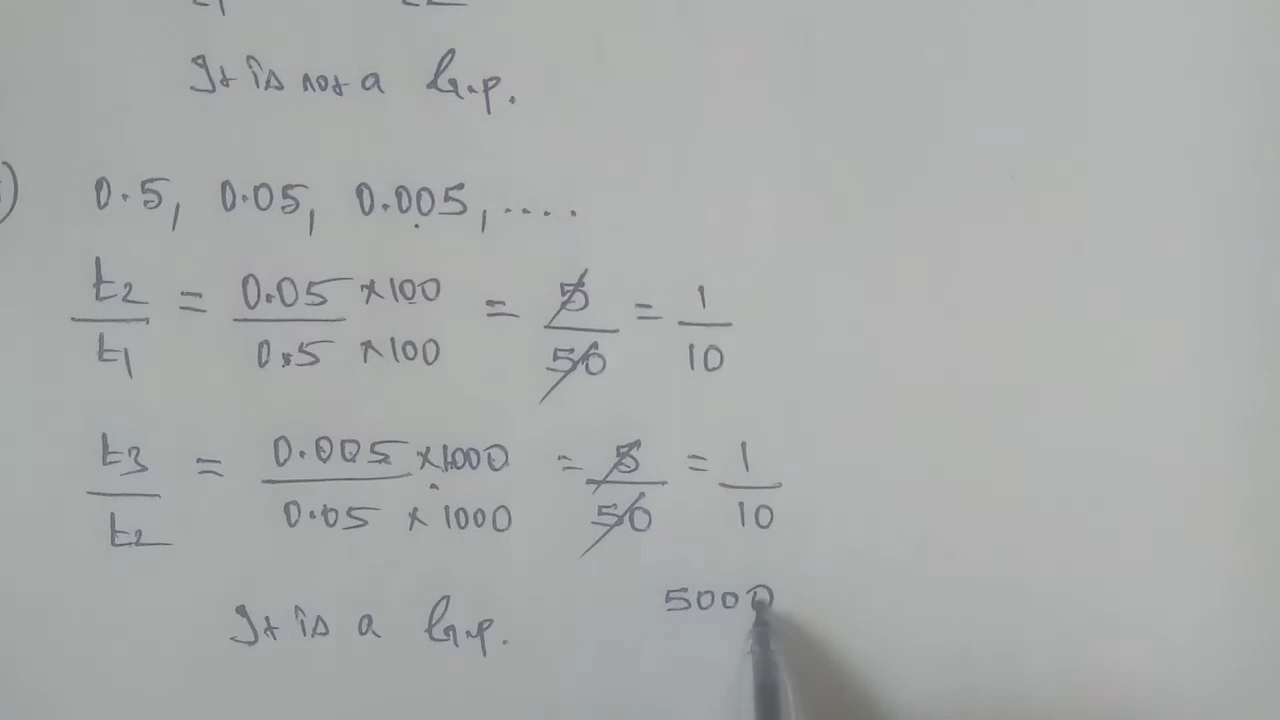 It is not a G.P.
0.5, 0.05, 0.005, ....
t2/t1 = 0.05 × 100 / 0.5 × 100 = 5/50 = 1/10
t3/t2 = 0.005 × 1000 / 0.05 × 1000 = 5/50 = 1/10
It is a G.P.
5000